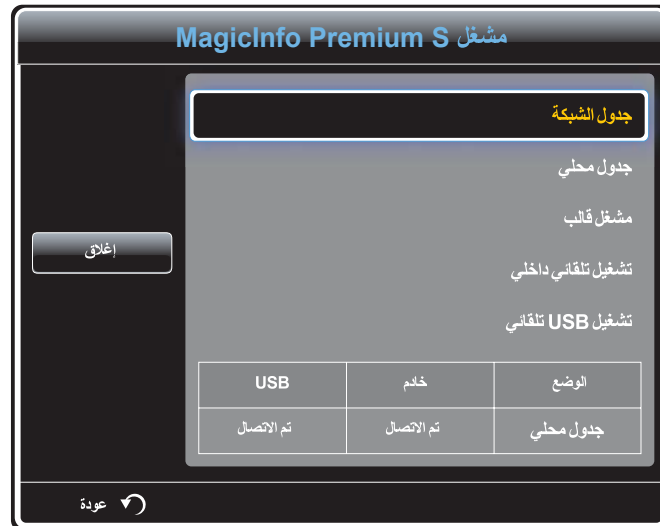 مشغل MagicInfo Premium S
جدول الشبكة
جدول محلي
مشغل قالب
تشغيل تلقائي داخلي
تشغيل USB تلقائي
إغلاق
الوضع خادم USB
جدول محلي تم الاتصال تم الاتصال
عودة